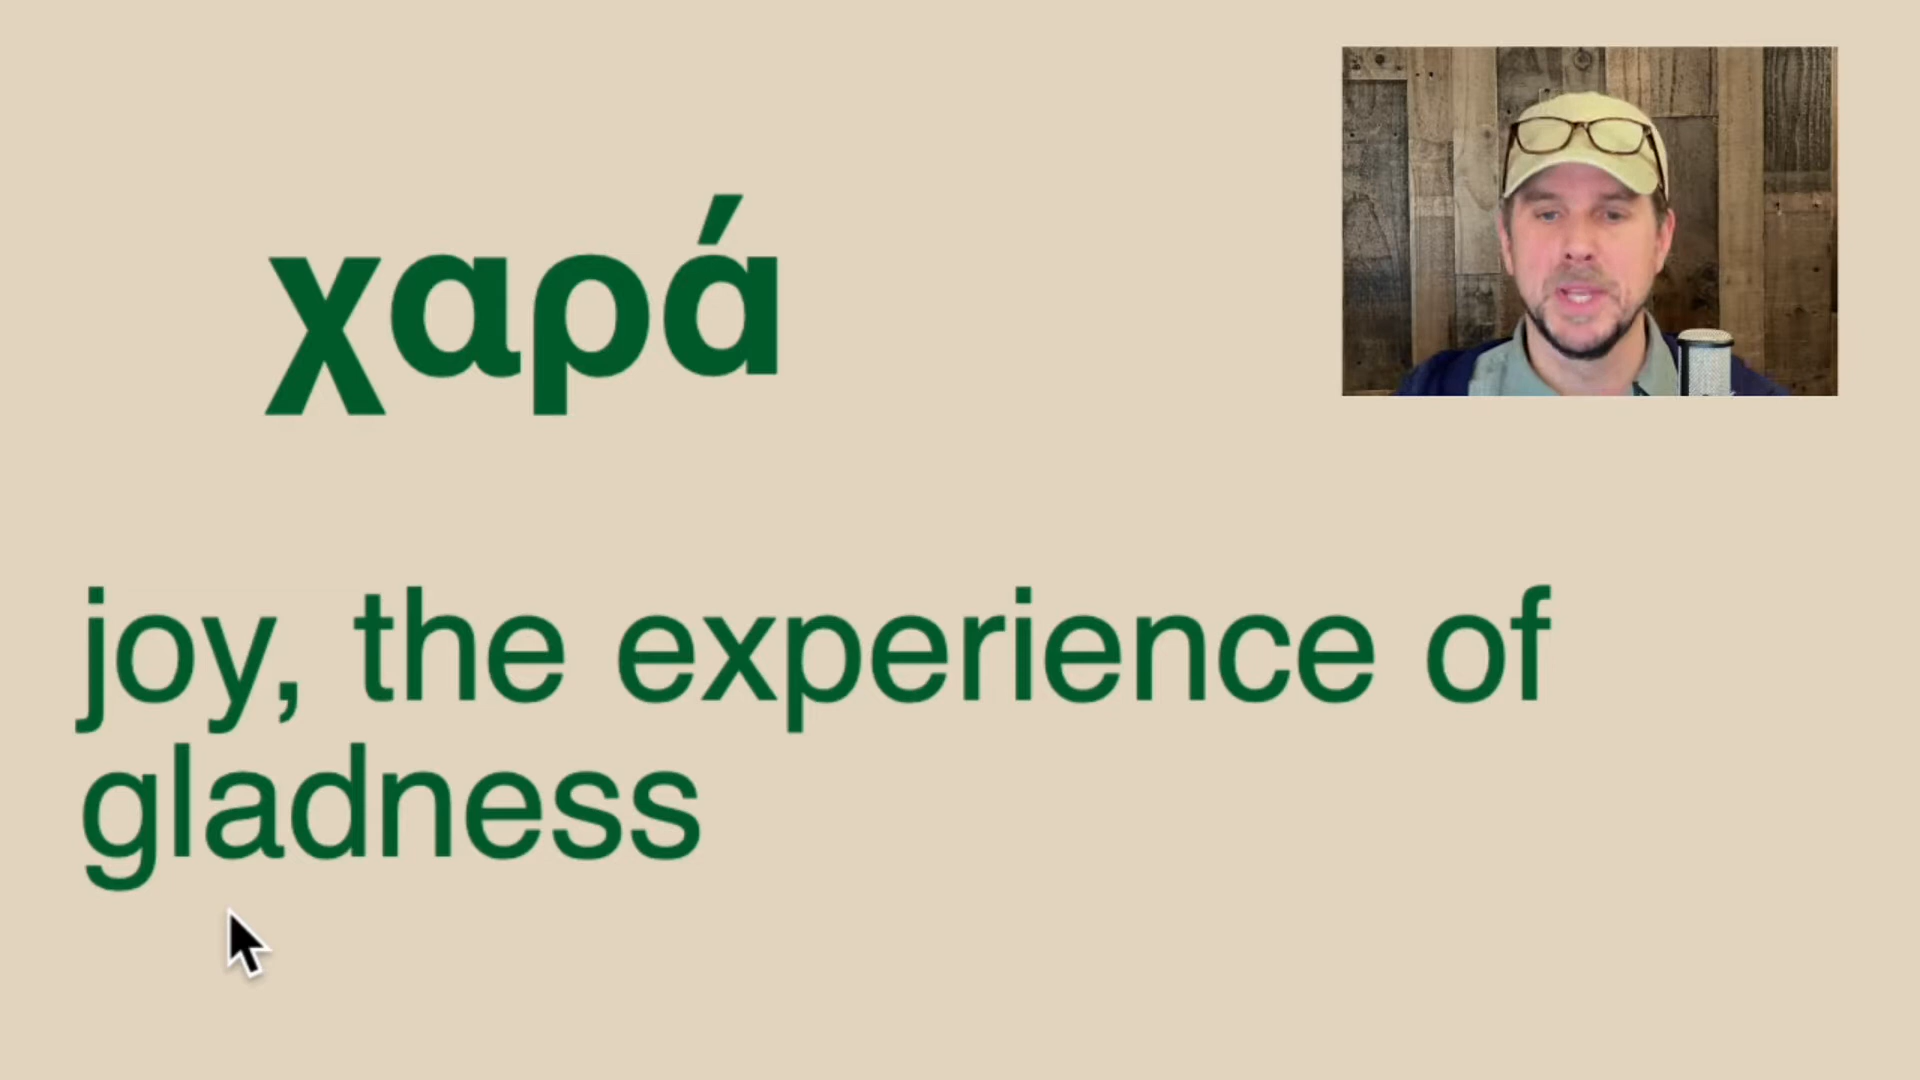 χαρά
joy, the experience of
gladness